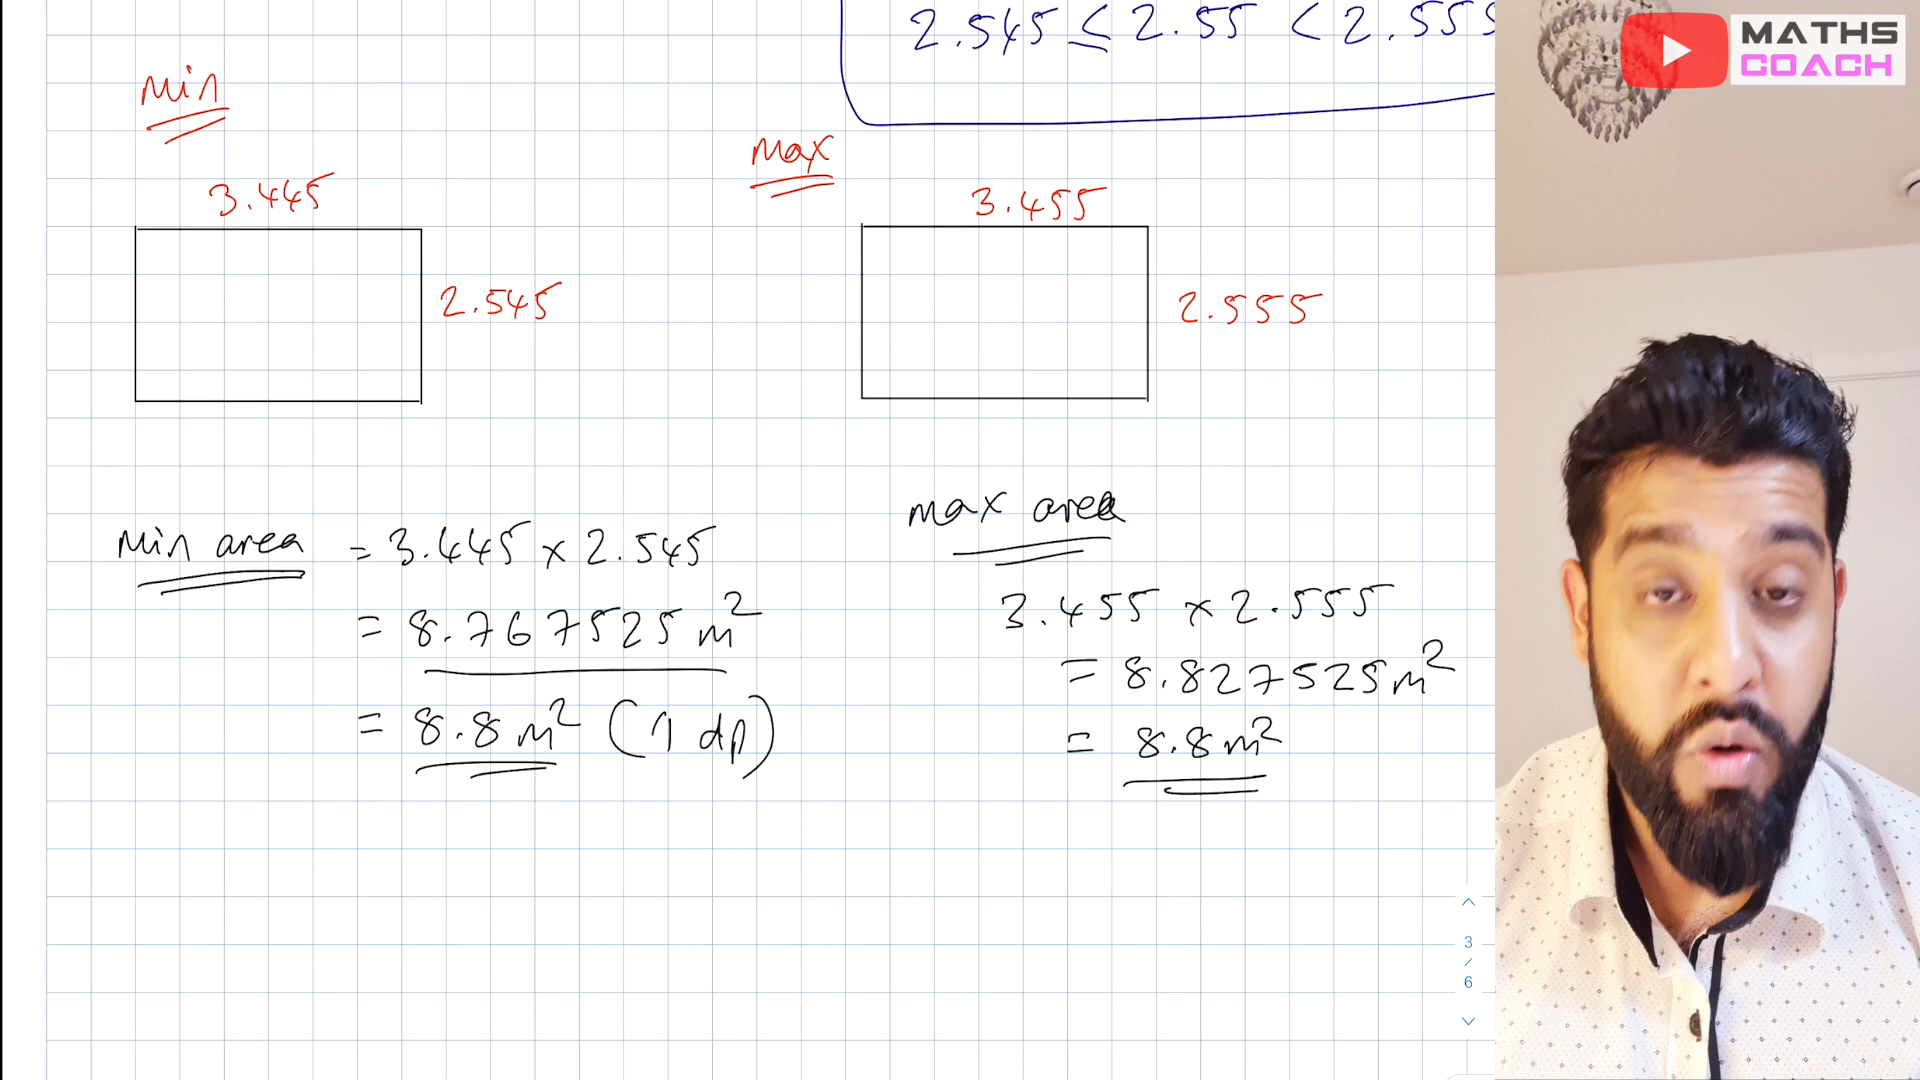 2.545 ≤ 2.55 < 2.555
MATHS
COACH
Min
Max
3.445
2.545
3.455
2.555
Min area = 3.445 × 2.545
= 8.767525 m²
= 8.8 m² (1 dp)
max area
3.455 × 2.555
= 8.827525 m²
= 8.8 m²
3
/
6